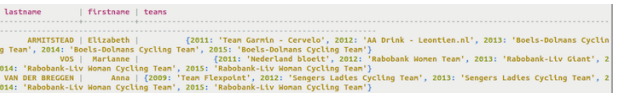 lastname | firstname | teams
ARMITSTEAD | Elizabeth | {2011: 'Team Garmin - Cervelo', 2012: 'AA Drink - Leontien.nl', 2013: 'Boels-Dolmans Cyclin
g Team', 2014: 'Boels-Dolmans Cycling Team', 2015: 'Boels-Dolmans Cycling Team'}
VOS | Marianne | {2011: 'Nederland bloeit', 2012: 'Rabobank Women Team', 2013: 'Rabobank-Liv Giant', 2
014: 'Rabobank-Liv Woman Cycling Team', 2015: 'Rabobank-Liv Woman Cycling Team'}
VAN DER BREGGEN | Anna | {2009: 'Team Flexpoint', 2012: 'Sengers Ladies Cycling Team', 2013: 'Sengers Ladies Cycling Team', 2
014: 'Rabobank-Liv Woman Cycling Team', 2015: 'Rabobank-Liv Woman Cycling Team'}